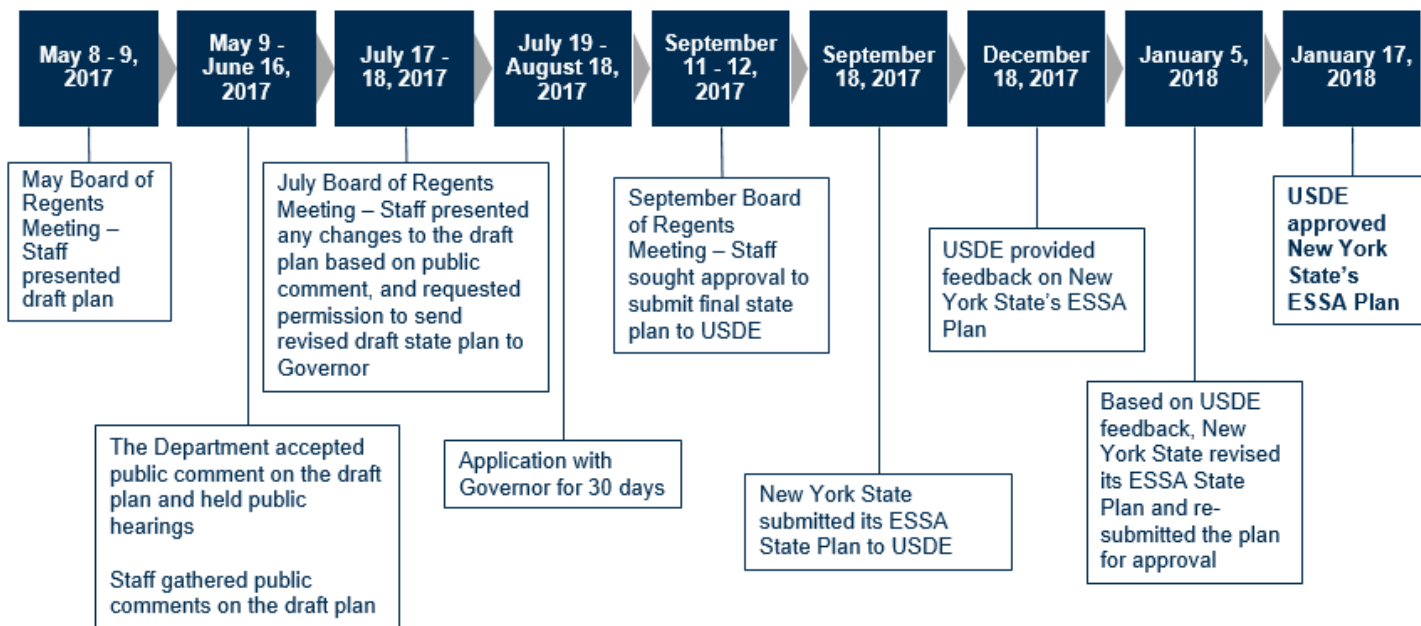 May 8 - 9,
2017
May 9 -
June 16,
2017
July 17 -
18, 2017
July 19 -
August 18,
2017
September
11 - 12,
2017
September
18, 2017
December
18, 2017
January 5,
2018
January 17,
2018
May Board of
Regents
Meeting –
Staff
presented
draft plan
July Board of Regents
Meeting – Staff presented
any changes to the draft
plan based on public
comment, and requested
permission to send
revised draft state plan to
Governor
September Board
of Regents
Meeting – Staff
sought approval to
submit final state
plan to USDE
USDE provided
feedback on New
York State's ESSA
Plan
USDE
approved
New York
State's
ESSA Plan
The Department accepted
public comment on the draft
plan and held public
hearings
Staff gathered public
comments on the draft plan
Application with
Governor for 30 days
New York State
submitted its ESSA
State Plan to USDE
Based on USDE
feedback, New
York State revised
its ESSA State
Plan and re-
submitted the plan
for approval